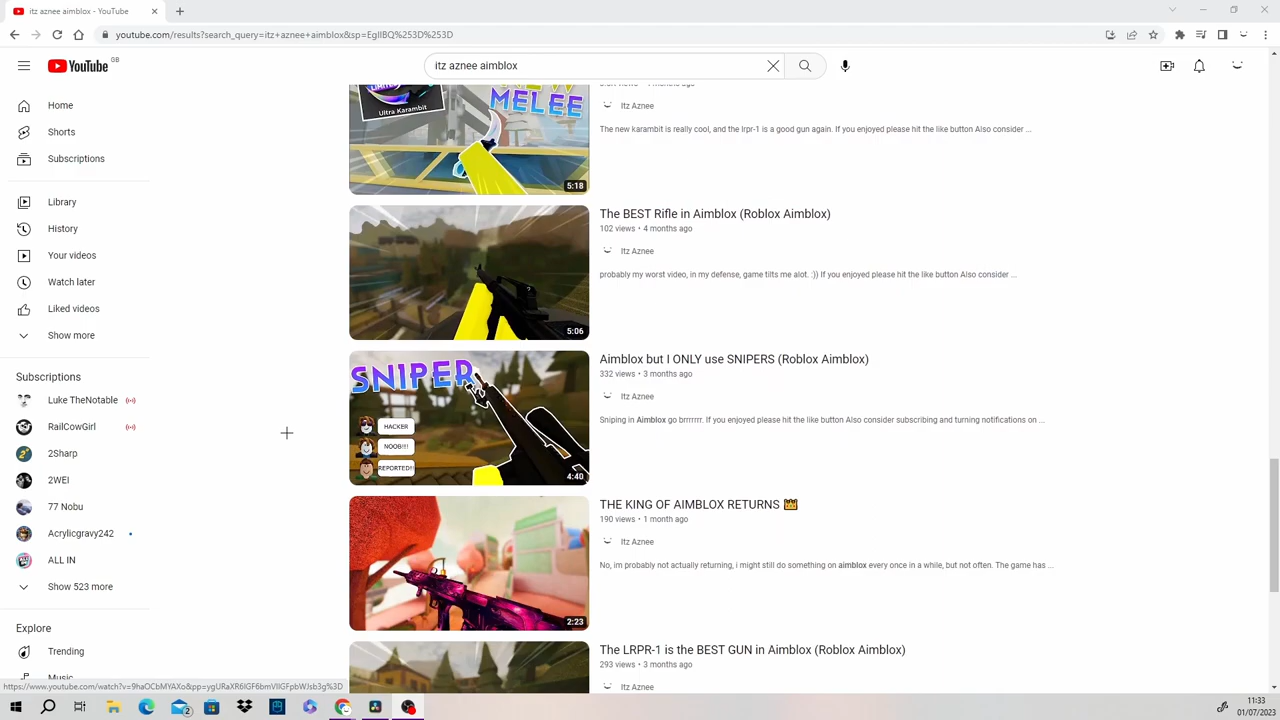 itz aznee aimblox - YouTube
youtube.com/results?search_query=itz+aznee+aimblox&sp=EgIIBQ%253D%253D
YouTube GB
itz aznee aimblox
Home
Shorts
Subscriptions
Library
History
Your videos
Watch later
Liked videos
Show more
Subscriptions
Luke TheNotable
RailCowGirl
2Sharp
2WEI
77 Nobu
Acrylicgravy242
ALL IN
Show 523 more
Explore
Trending
Music
Ultra Karambit
MELEE
5:18
Itz Aznee
The new karambit is really cool, and the lrpr-1 is a good gun again. If you enjoyed please hit the like button Also consider ...
5:06
The BEST Rifle in Aimblox (Roblox Aimblox)
102 views • 4 months ago
Itz Aznee
probably my worst video, in my defense, game tilts me alot. :)) If you enjoyed please hit the like button Also consider ...
SNIPER
HACKER
NOOB!!!
REPORTED!!
4:40
Aimblox but I ONLY use SNIPERS (Roblox Aimblox)
332 views • 3 months ago
Itz Aznee
Sniping in Aimblox go brrrrrrr. If you enjoyed please hit the like button Also consider subscribing and turning notifications on ...
2:23
THE KING OF AIMBLOX RETURNS 👑
190 views • 1 month ago
Itz Aznee
No, im probably not actually returning, i might still do something on aimblox every once in a while, but not often. The game has ...
The LRPR-1 is the BEST GUN in Aimblox (Roblox Aimblox)
293 views • 3 months ago
Itz Aznee
2
11:33
01/07/2023